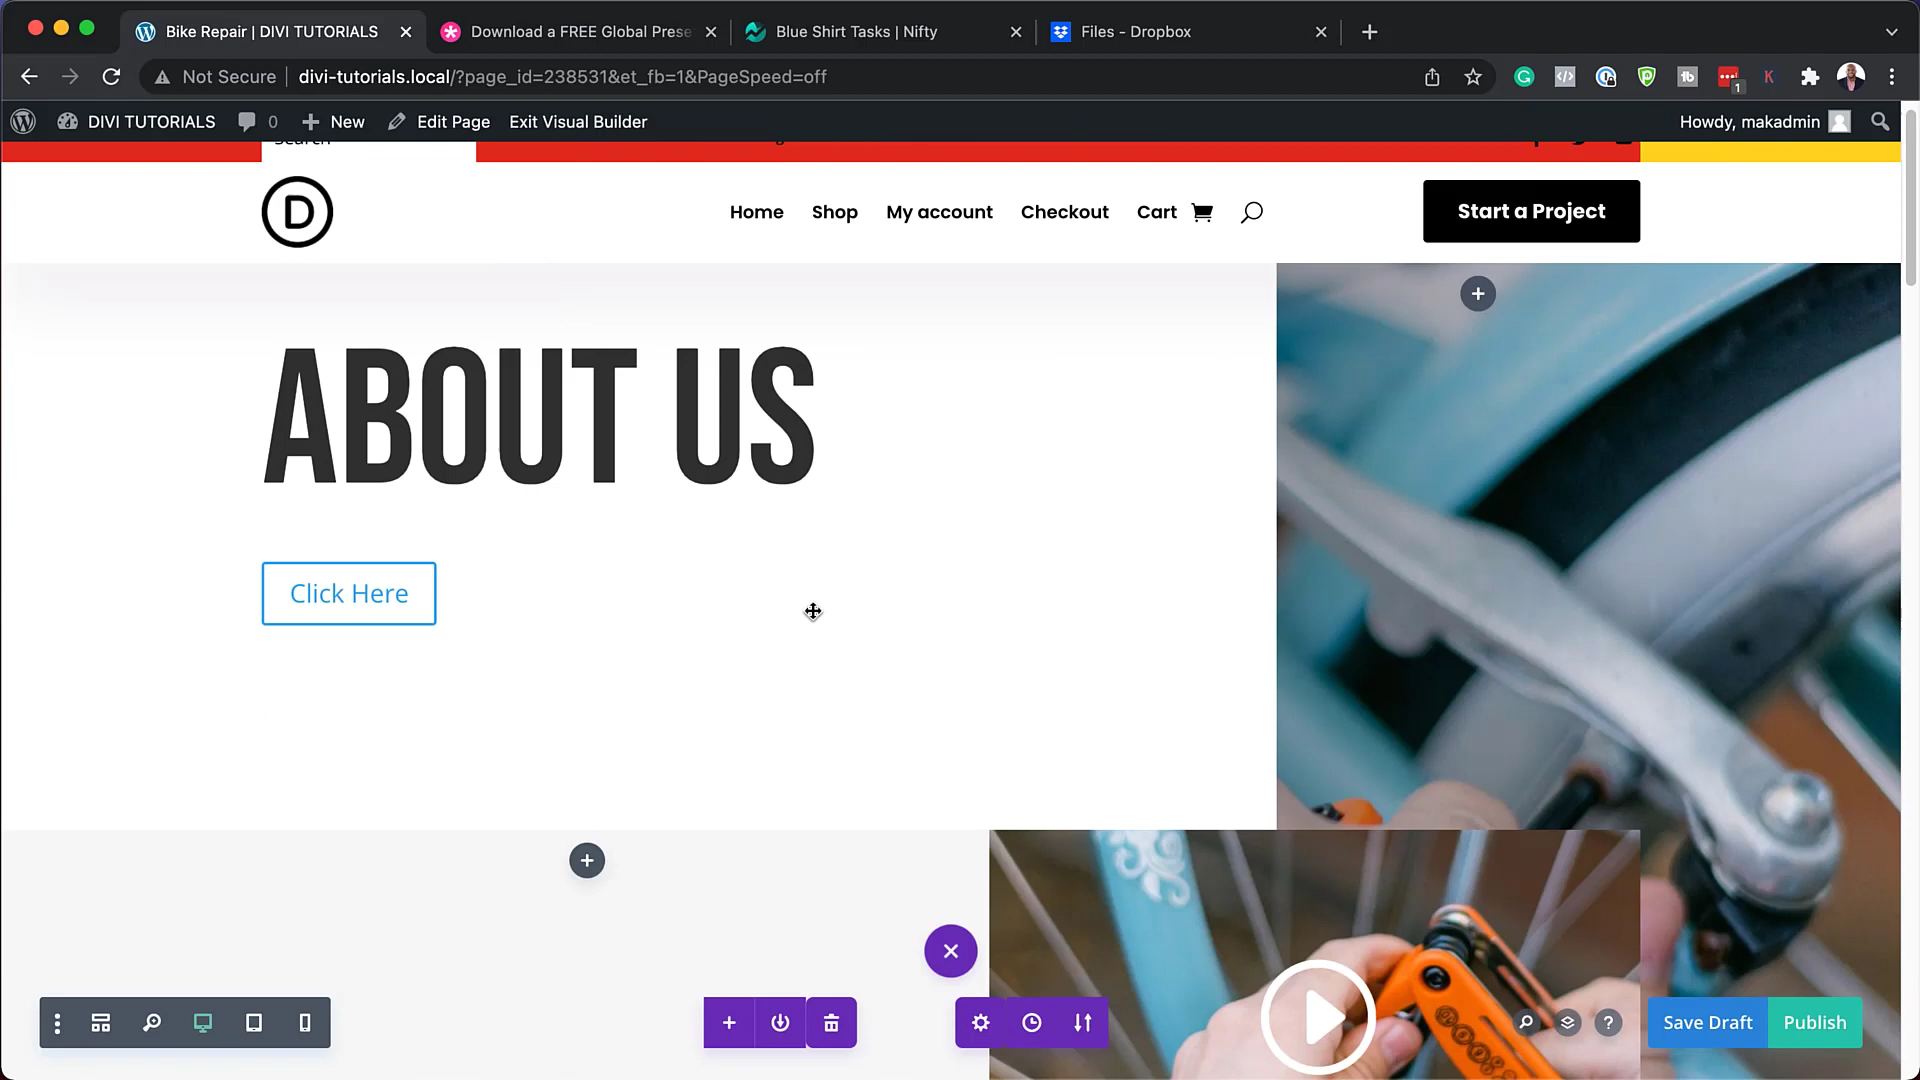 Bike Repair | DIVI TUTORIALS
Download a FREE Global Prese
Blue Shirt Tasks | Nifty
Files - Dropbox
Not Secure
divi-tutorials.local/?page_id=238531&et_fb=1&PageSpeed=off
1
DIVI TUTORIALS
0
New
Edit Page
Exit Visual Builder
Howdy, makadmin
Search
D
Home
Shop
My account
Checkout
Cart
Start a Project
ABOUT US
Click Here
Save Draft
Publish